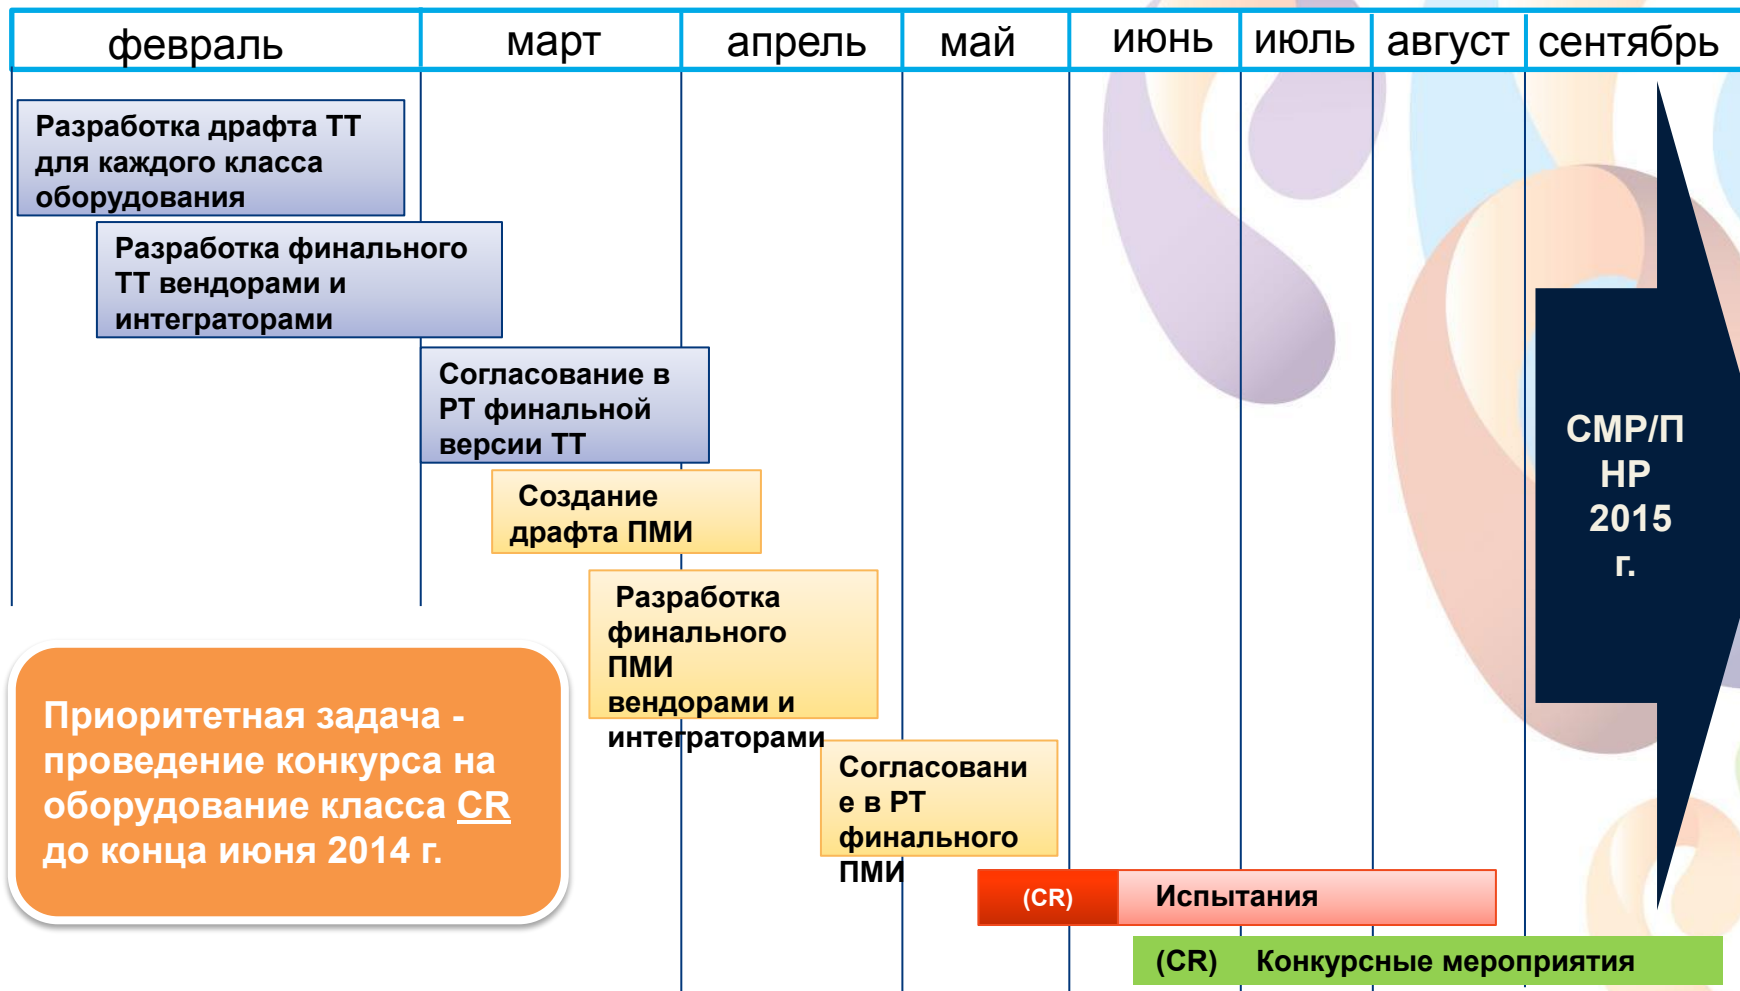 февраль март апрель май июнь июль август сентябрь
Разработка драфта ТТ
для каждого класса
оборудования
Разработка финального
ТТ вендорами и
интеграторами
Согласование в
РТ финальной
версии ТТ
Создание
драфта ПМИ
Разработка
финального
ПМИ
вендорами и
интеграторами
Согласовани
е в РТ
финального
ПМИ
(CR) Испытания
(CR) Конкурсные мероприятия
СМР/П
НР
2015
г.
Приоритетная задача -
проведение конкурса на
оборудование класса CR
до конца июня 2014 г.